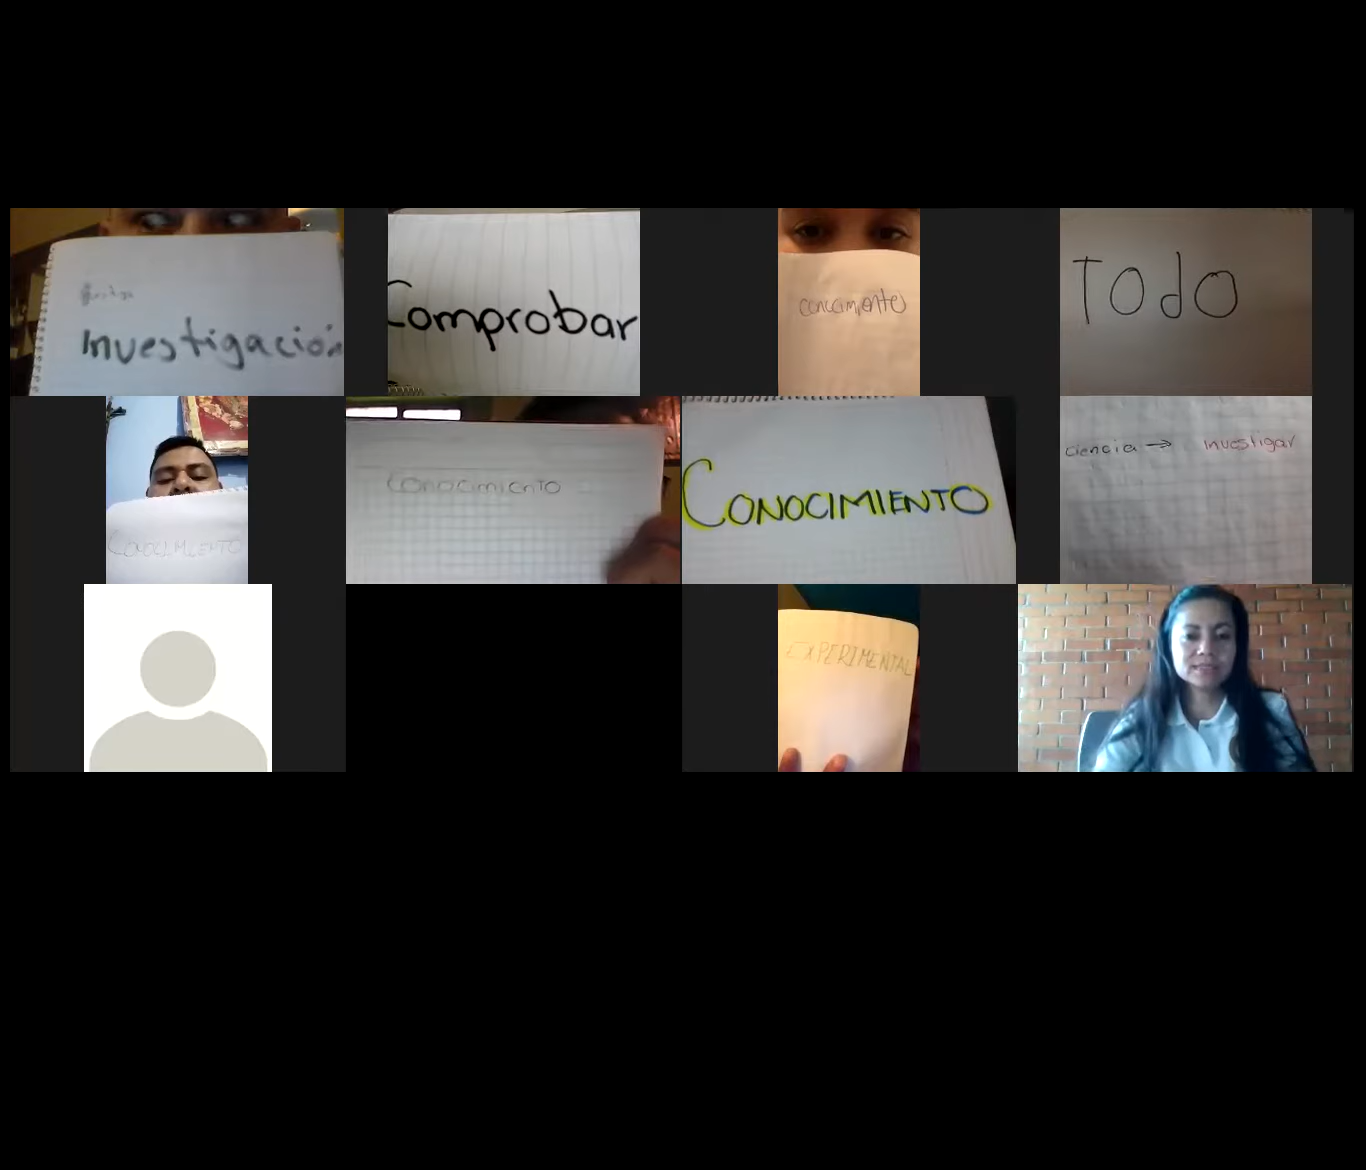 Investigación
Comprobar
conocimiento
Todo
CONOCIMIENTO
Conocimiento
CONOCIMIENTO
ciencia → Investigar
EXPERIMENTAL